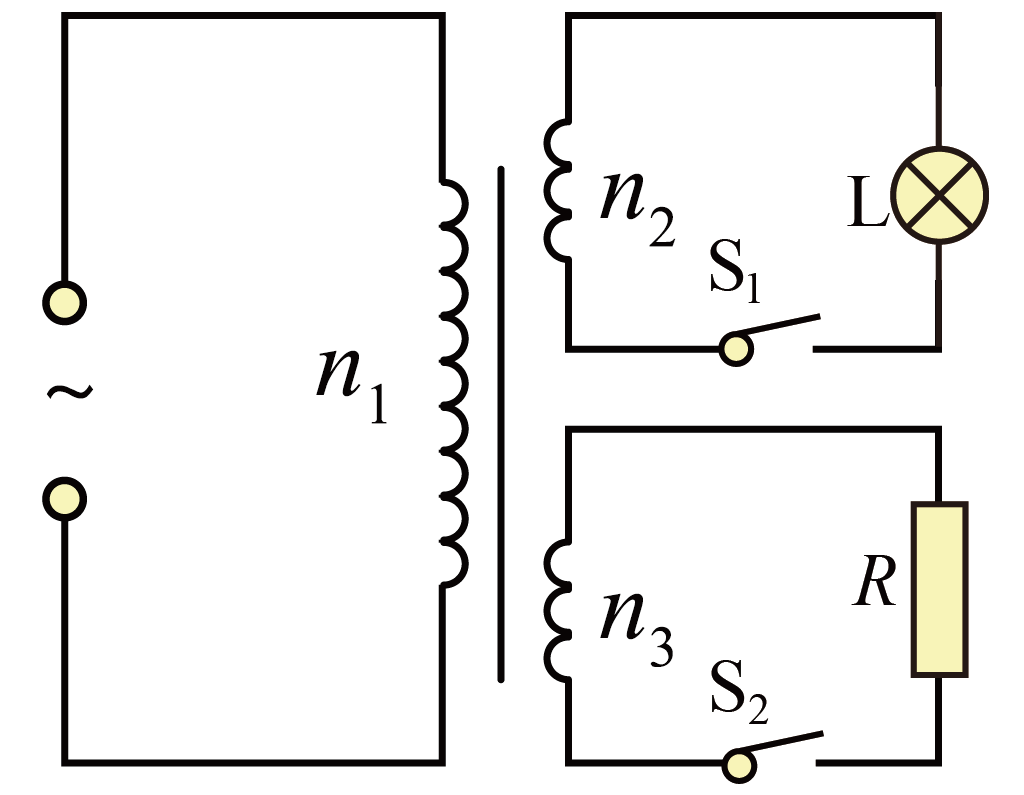 n₂
L
S₁
n₁
~
R
n₃
S₂